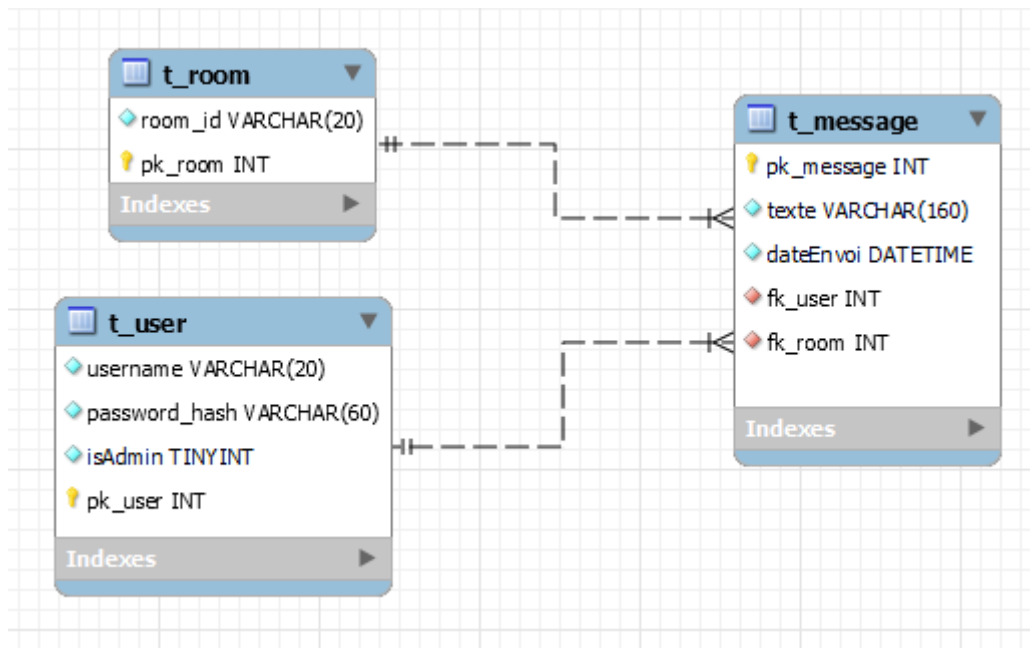 t_room
room_id VARCHAR(20)
pk_room INT
Indexes
t_user
username VARCHAR(20)
password_hash VARCHAR(60)
isAdmin TINYINT
pk_user INT
Indexes
t_message
pk_message INT
texte VARCHAR(160)
dateEnvoi DATETIME
fk_user INT
fk_room INT
Indexes